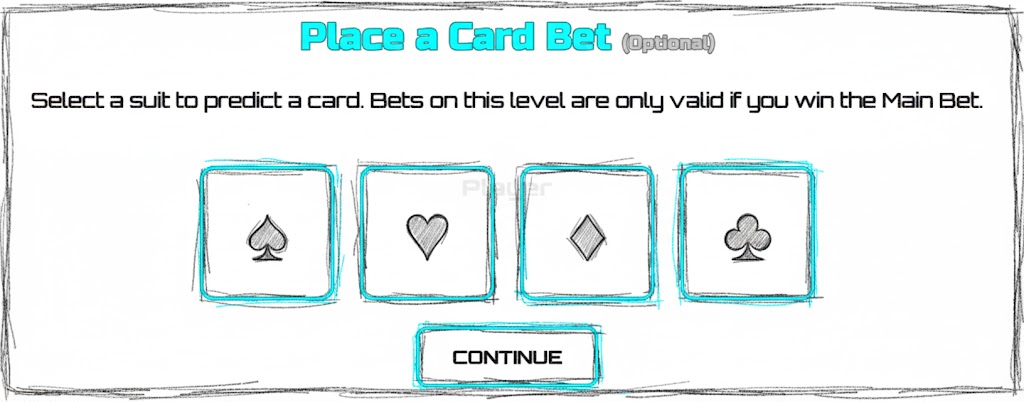 Place a Card Bet (Optional)
Select a suit to predict a card. Bets on this level are only valid if you win the Main Bet.
Player
CONTINUE